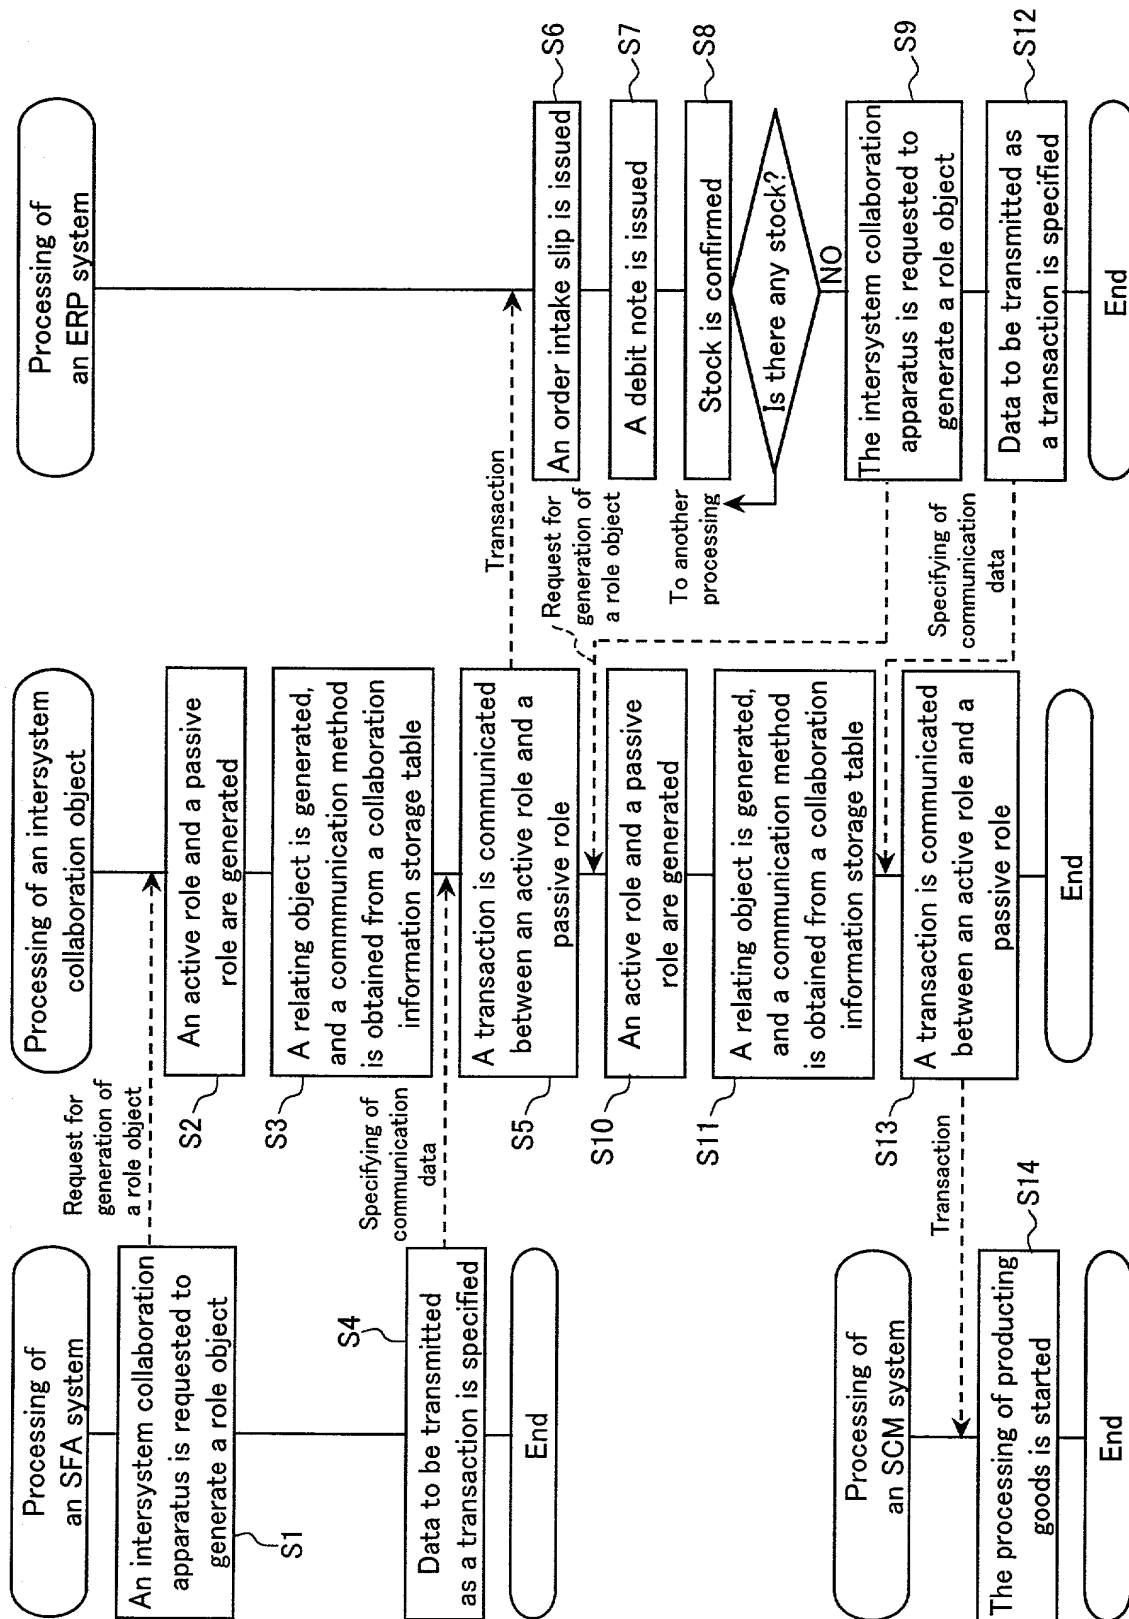 Processing of
an SFA system
An intersystem collaboration
apparatus is requested to
generate a role object
S1
Request for
generation of
a role object
S4
Data to be transmitted
as a transaction is specified
Specifying of
communication
data
End
Processing of
an SCM system
Transaction
S14
The processing of producting
goods is started
End
Processing of an intersystem
collaboration object
An active role and a passive
role are generated
S2
A relating object is generated,
and a communication method
is obtained from a collaboration
information storage table
S3
A transaction is communicated
between an active role and a
passive role
S5
An active role and a passive
role are generated
S10
A relating object is generated,
and a communication method
is obtained from a collaboration
information storage table
S11
A transaction is communicated
between an active role and a
passive role
S13
End
Processing of
an ERP system
Transaction
An order intake slip is issued
S6
Request for
generation of
a role object
A debit note is issued
S7
Stock is confirmed
S8
To another
processing
Is there any stock?
NO
The intersystem collaboration
apparatus is requested to
generate a role object
S9
Specifying of
communication
data
Data to be transmitted as
a transaction is specified
S12
End